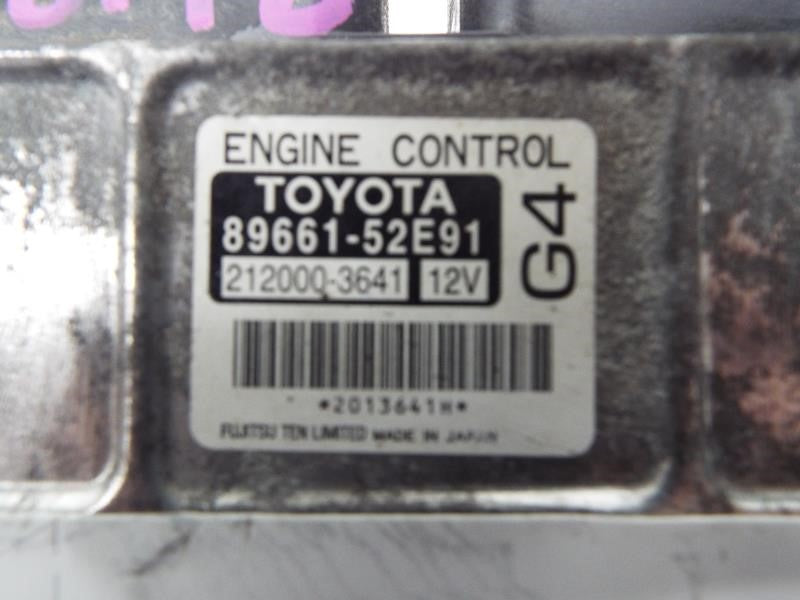 ENGINE CONTROL
TOYOTA
89661-52E91
212000-3641 12V
G4
*2013641H*
FUJITSU TEN LIMITED MADE IN JAPAN